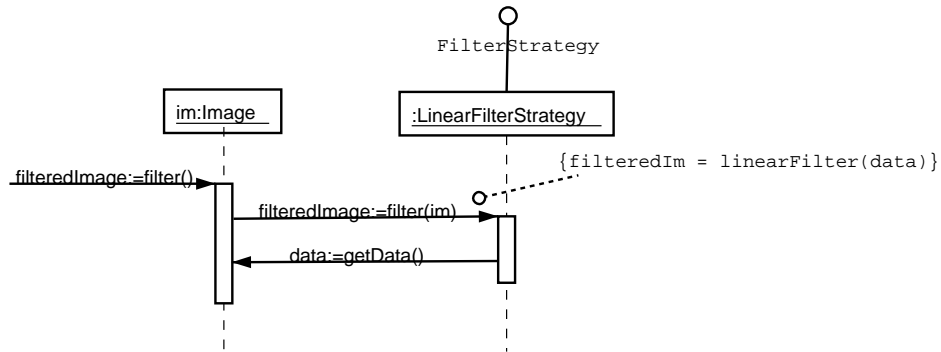 FilterStrategy
im:Image
:LinearFilterStrategy
{filteredIm = linearFilter(data)}
filteredImage:=filter()
filteredImage:=filter(im)
data:=getData()